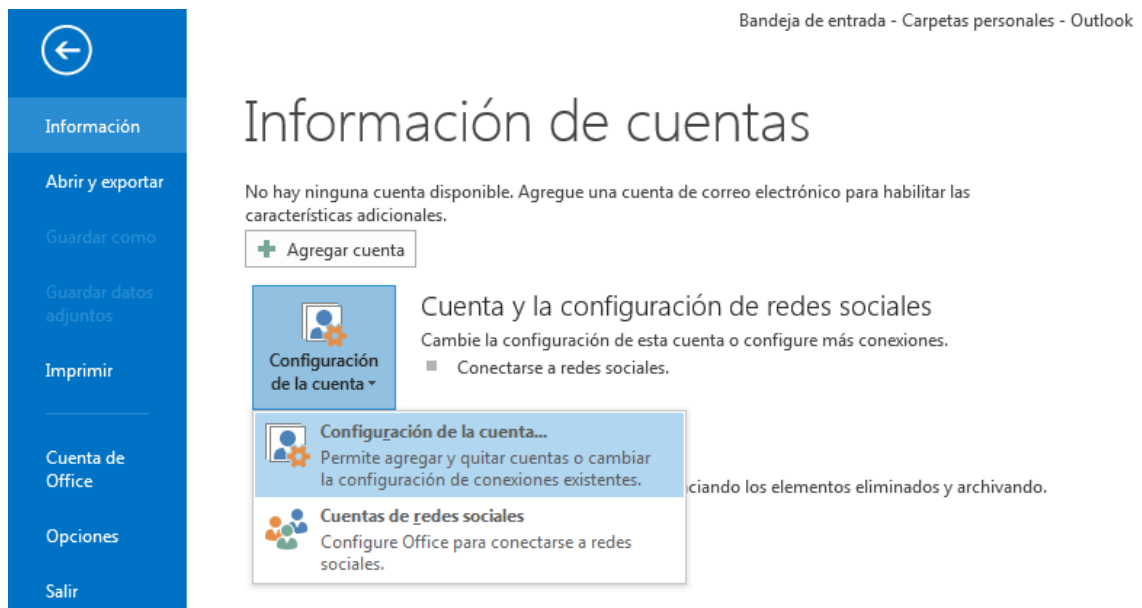 Bandeja de entrada - Carpetas personales - Outlook
Información
Abrir y exportar
Guardar como
Guardar datos
adjuntos
Imprimir
Cuenta de
Office
Opciones
Salir
Información de cuentas
No hay ninguna cuenta disponible. Agregue una cuenta de correo electrónico para habilitar las
características adicionales.
Agregar cuenta
Configuración
de la cuenta
Cuenta y la configuración de redes sociales
Cambie la configuración de esta cuenta o configure más conexiones.
Conectarse a redes sociales.
Configuración de la cuenta...
Permite agregar y quitar cuentas o cambiar
la configuración de conexiones existentes.
Cuentas de redes sociales
Configure Office para conectarse a redes
sociales.
los elementos eliminados y archivando.